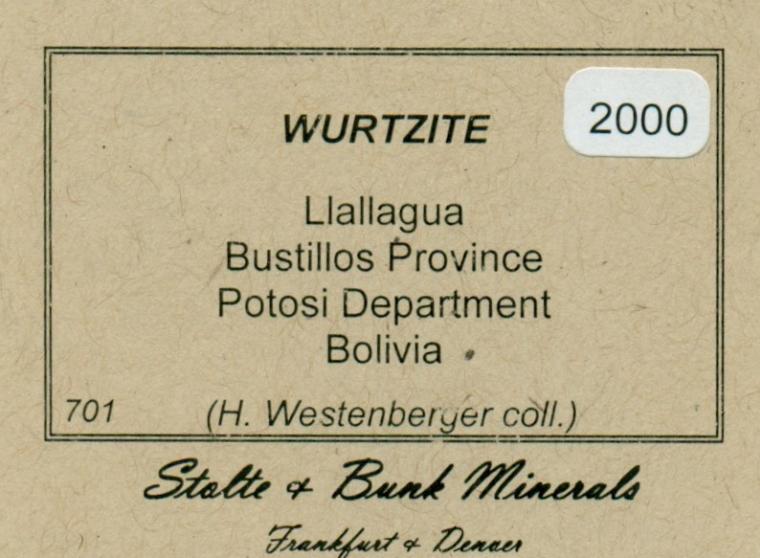 WURTZITE
2000
Llallagua
Bustillos Province
Potosi Department
Bolivia
701 (H. Westenberger coll.)
Stolte & Bunk Minerals
Frankfurt & Denver